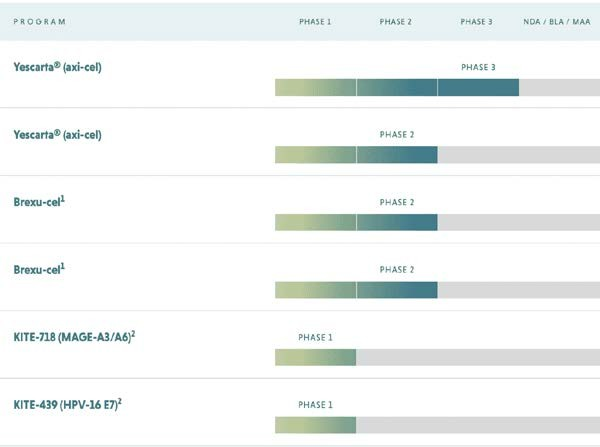 PROGRAM PHASE 1 PHASE 2 PHASE 3 NDA / BLA / MAA
Yescarta® (axi-cel) PHASE 3
Yescarta® (axi-cel) PHASE 2
Brexu-cel¹ PHASE 2
Brexu-cel¹ PHASE 2
KITE-718 (MAGE-A3/A6)² PHASE 1
KITE-439 (HPV-16 E7)² PHASE 1